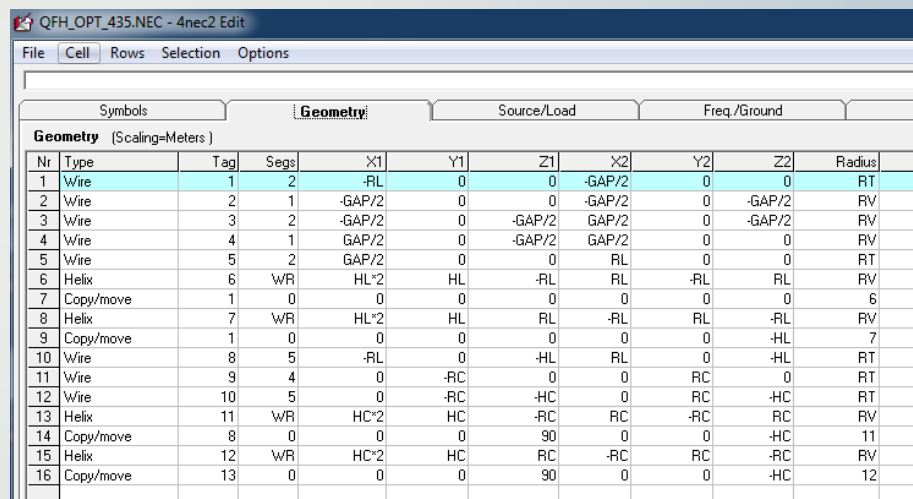 QFH_OPT_435.NEC - 4nec2 Edit
File Cell Rows Selection Options
Symbols Geometry Source/Load Freq./Ground
Geometry (Scaling=Meters )
Nr Type Tag Segs X1 Y1 Z1 X2 Y2 Z2 Radius
1 Wire 1 2 -RL 0 0 -GAP/2 0 0 RT
2 Wire 2 1 -GAP/2 0 0 -GAP/2 0 -GAP/2 RV
3 Wire 3 2 -GAP/2 0 -GAP/2 GAP/2 0 -GAP/2 RV
4 Wire 4 1 GAP/2 0 -GAP/2 GAP/2 0 0 RV
5 Wire 5 2 GAP/2 0 0 RL 0 0 RT
6 Helix 6 WR HL*2 HL -RL RL -RL RL RV
7 Copy/move 1 0 0 0 0 0 0 0 6
8 Helix 7 WR HL*2 HL RL -RL RL -RL RV
9 Copy/move 1 0 0 0 0 0 0 -HL 7
10 Wire 8 5 -RL 0 -HL RL 0 -HL RT
11 Wire 9 4 0 -RC 0 0 RC 0 RT
12 Wire 10 5 0 -RC -HC 0 RC -HC RT
13 Helix 11 WR HC*2 HC -RC RC -RC RC RV
14 Copy/move 8 0 0 0 90 0 0 -HC 11
15 Helix 12 WR HC*2 HC RC -RC RC -RC RV
16 Copy/move 13 0 0 0 90 0 0 -HC 12